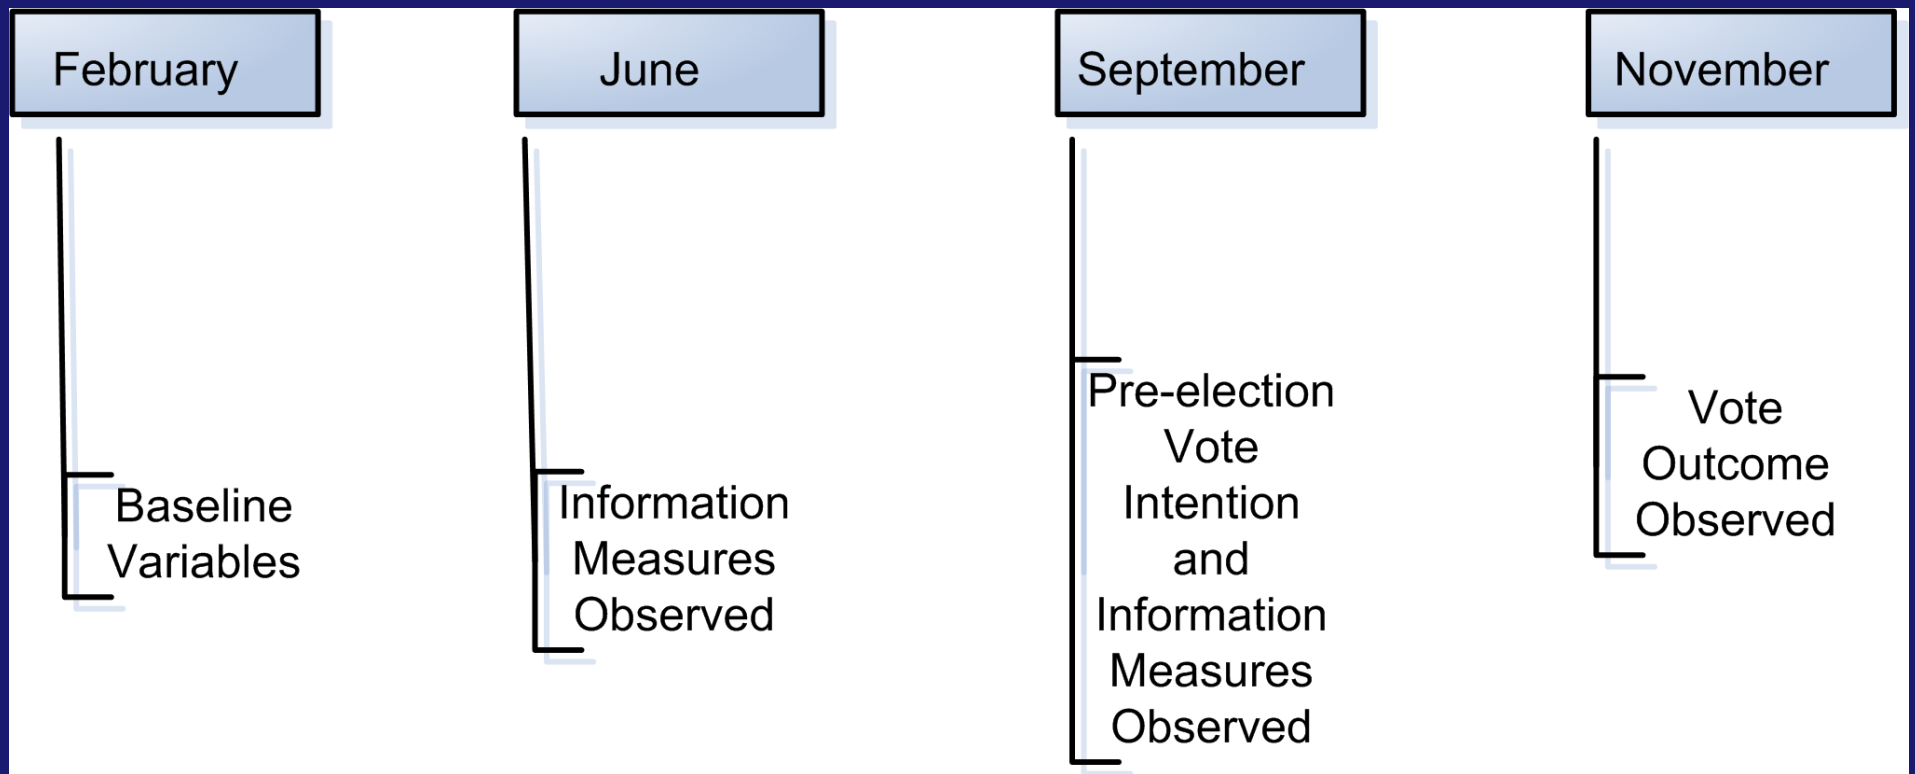 February
June
September
November
Baseline
Variables
Information
Measures
Observed
Pre-election
Vote
Intention
and
Information
Measures
Observed
Vote
Outcome
Observed